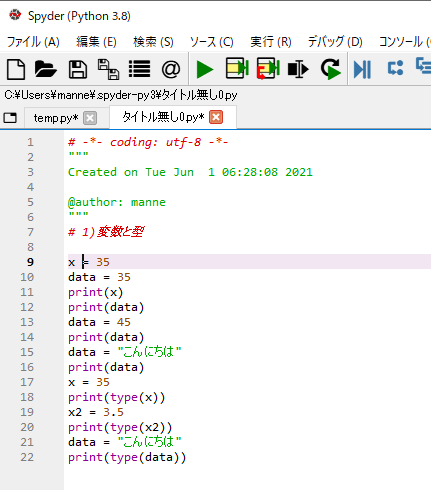 Spyder (Python 3.8)
ファイル (A) 編集 (E) 検索 (S) ソース (C) 実行 (R) デバッグ (D) コンソール (
C:¥Users¥manne¥.spyder-py3¥タイトル無し0.py
temp.py* タイトル無し0.py*
1 # -*- coding: utf-8 -*-
2 """
3 Created on Tue Jun  1 06:28:08 2021
4
5 @author: manne
6 """
7 # 1)変数と型
8
9 x = 35
10 data = 35
11 print(x)
12 print(data)
13 data = 45
14 print(data)
15 data = "こんにちは"
16 print(data)
17 x = 35
18 print(type(x))
19 x2 = 3.5
20 print(type(x2))
21 data = "こんにちは"
22 print(type(data))